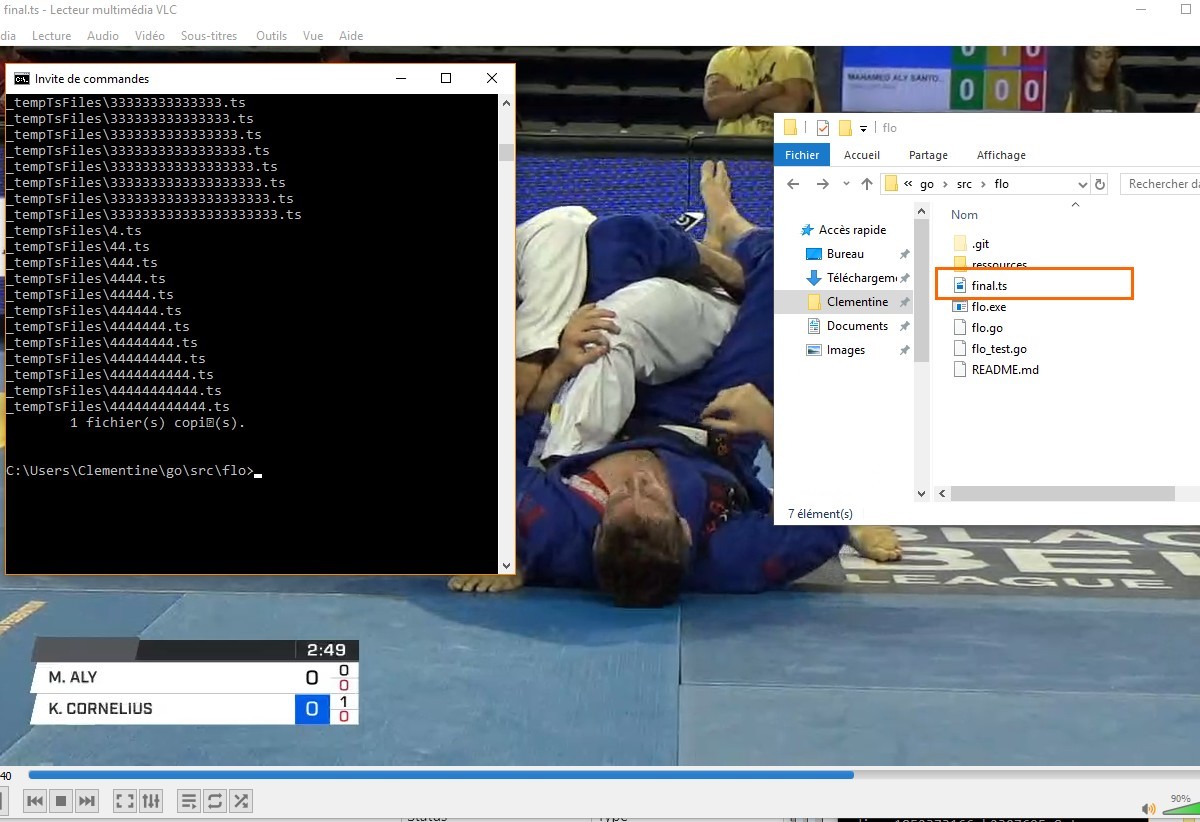 final.ts - Lecteur multimédia VLC
dia Lecture Audio Vidéo Sous-titres Outils Vue Aide
Invite de commandes
_tempTsFiles\33333333333333.ts
_tempTsFiles\333333333333333.ts
_tempTsFiles\3333333333333333.ts
_tempTsFiles\33333333333333333.ts
_tempTsFiles\333333333333333333.ts
_tempTsFiles\3333333333333333333.ts
_tempTsFiles\33333333333333333333.ts
_tempTsFiles\333333333333333333333.ts
_tempTsFiles\4.ts
_tempTsFiles\44.ts
_tempTsFiles\444.ts
_tempTsFiles\4444.ts
_tempTsFiles\44444.ts
_tempTsFiles\444444.ts
_tempTsFiles\4444444.ts
_tempTsFiles\44444444.ts
_tempTsFiles\444444444.ts
_tempTsFiles\4444444444.ts
_tempTsFiles\44444444444.ts
_tempTsFiles\444444444444.ts
1 fichier(s) copi(s).
C:\Users\Clementine\go\src\flo>
MAHAMED ALY SANTO...
0 1 0
0 0 0
flo
Fichier Accueil Partage Affichage
« go › src › flo
Rechercher da
Accès rapide
Bureau
Téléchargem
Clementine
Documents
Images
Nom
.git
ressources
final.ts
flo.exe
flo.go
flo_test.go
README.md
7 élément(s)
BLAC
BEL
LEAGUE
2:49
M. ALY 0 0 0
K. CORNELIUS 0 1 0
40
90%
Status Type